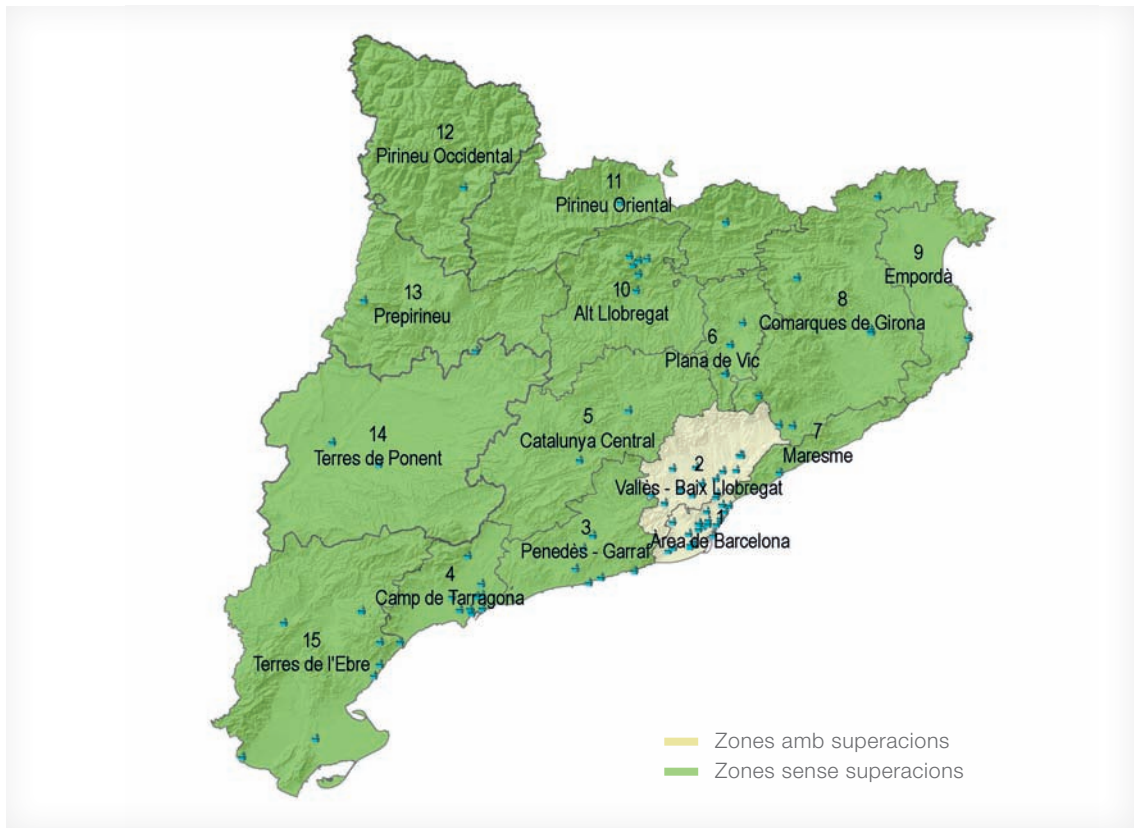 12
Pirineu Occidental
11
Pirineu Oriental
9
Empordà
13
Prepirineu
10
Alt Llobregat
8
Comarques de Girona
6
Plana de Vic
5
Catalunya Central
14
Terres de Ponent
7
Maresme
2
Vallès - Baix Llobregat
1
Àrea de Barcelona
3
Penedès - Garraf
4
Camp de Tarragona
15
Terres de l'Ebre
Zones amb superacions
Zones sense superacions